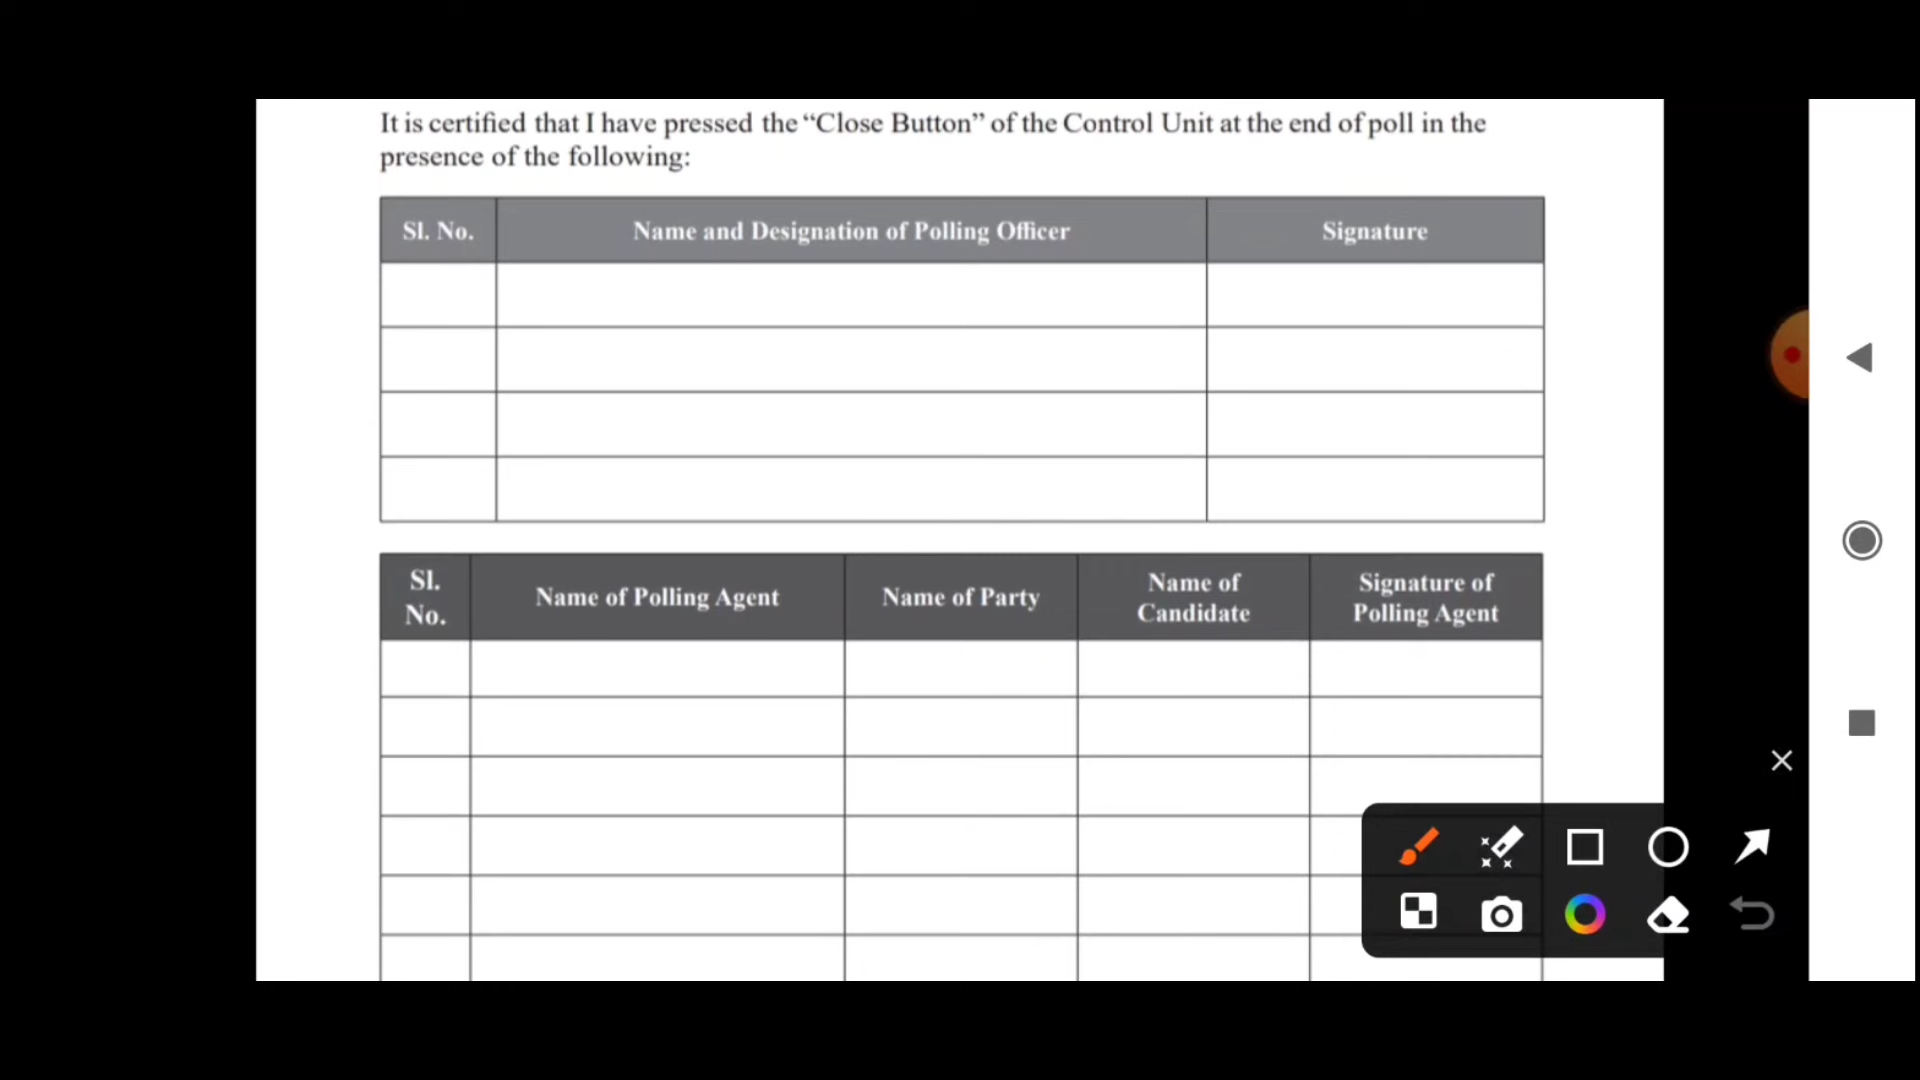 It is certified that I have pressed the “Close Button” of the Control Unit at the end of poll in the
presence of the following:
Sl. No. Name and Designation of Polling Officer Signature
Sl. No. Name of Polling Agent Name of Party Name of Candidate Signature of Polling Agent